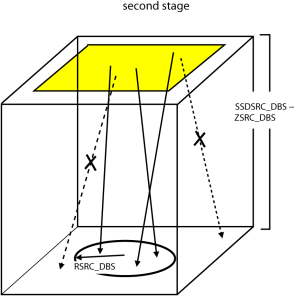 second stage
SSDSRC_DBS –
ZSRC_DBS
RSRC_DBS